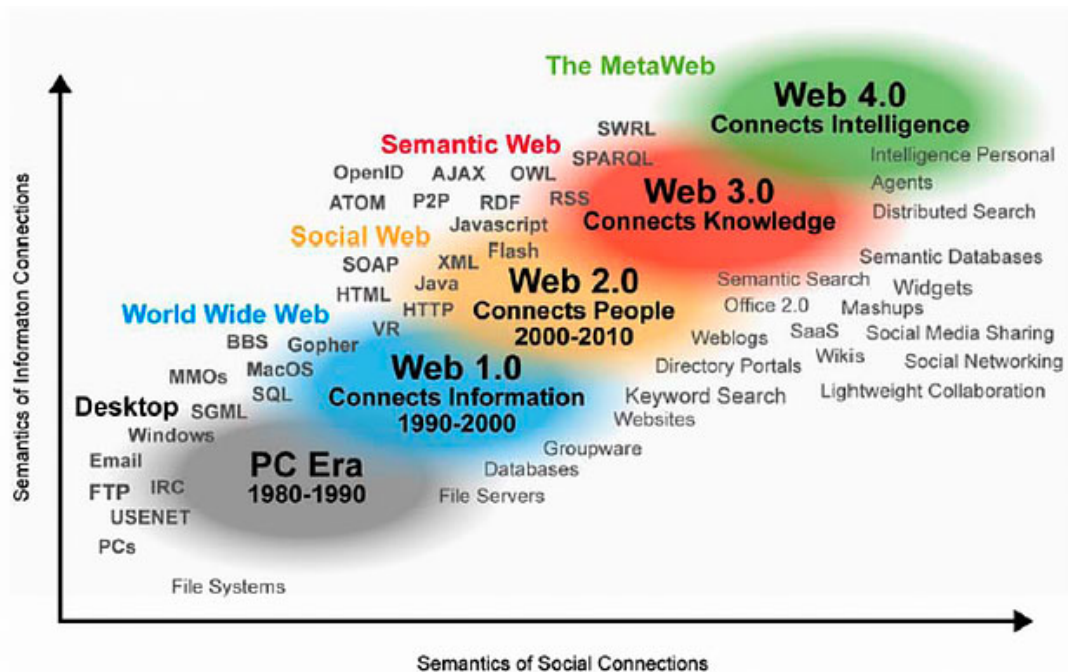 The MetaWeb
Web 4.0
Connects Intelligence
SWRL
Semantic Web
SPARQL
Intelligence Personal
Agents
OpenID AJAX OWL
Web 3.0
Connects Knowledge
ATOM P2P RDF RSS
Distributed Search
Javascript
Social Web
Flash
SOAP XML
Semantic Databases
Web 2.0
Connects People
2000-2010
Java
Semantic Search
Widgets
HTML
HTTP
Office 2.0
Mashups
World Wide Web
VR
Weblogs
SaaS
Social Media Sharing
BBS Gopher
Wikis
Social Networking
Web 1.0
Connects Information
1990-2000
Directory Portals
MMOs MacOS
SQL
Keyword Search
Lightweight Collaboration
Desktop SGML
Websites
Windows
Groupware
Email
PC Era
1980-1990
Databases
FTP IRC
File Servers
USENET
PCs
File Systems
Semantics of Informaton Connections
Semantics of Social Connections